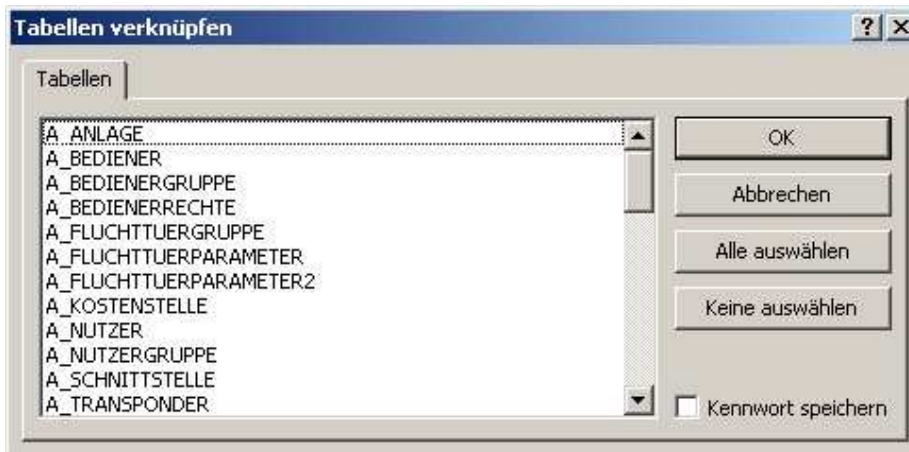 Tabellen verknüpfen
Tabellen
A_ANLAGE
A_BEDIENER
A_BEDIENERGRUPPE
A_BEDIENERRECHTE
A_FLUCHTTUERGRUPPE
A_FLUCHTTUERPARAMETER
A_FLUCHTTUERPARAMETER2
A_KOSTENSTELLE
A_NUTZER
A_NUTZERGRUPPE
A_SCHNITTSTELLE
A_TRANSPONDER
OK
Abbrechen
Alle auswählen
Keine auswählen
Kennwort speichern